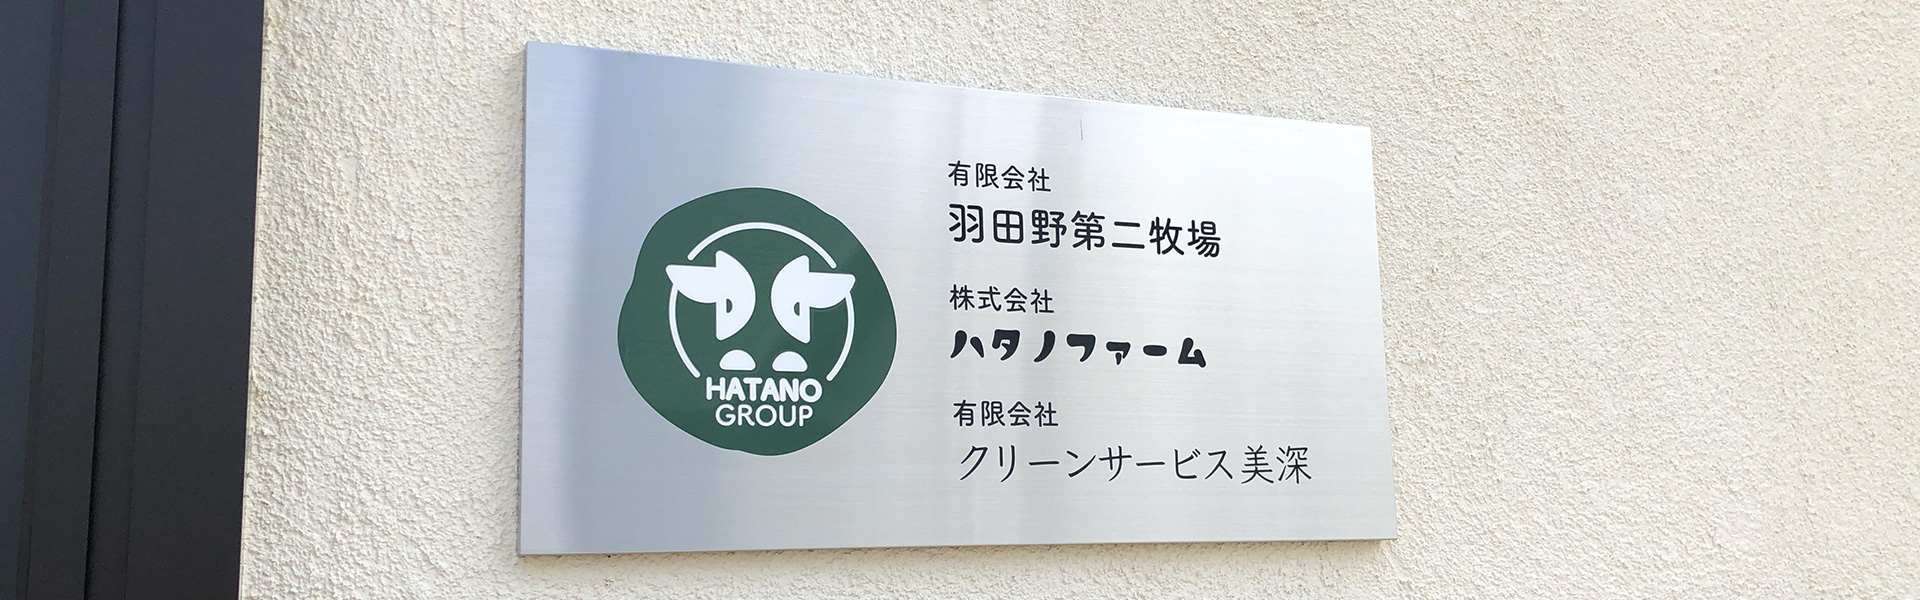 HATANO
GROUP
有限会社
羽田野第二牧場
株式会社
ハタノファーム
有限会社
クリーンサービス美深